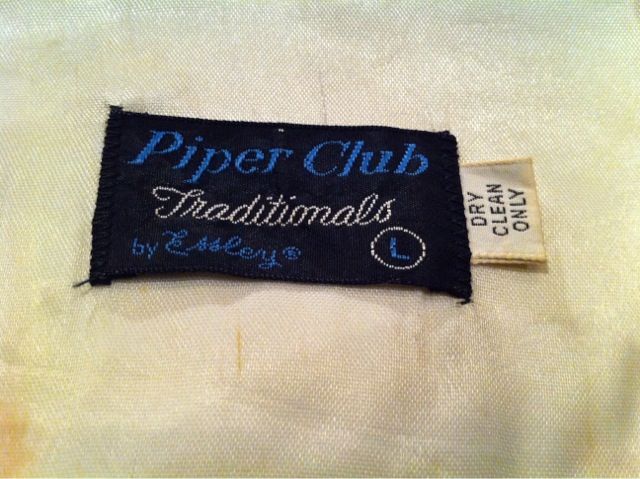 Piper Club
Traditionals
by Essley®
L
DRY
CLEAN
ONLY